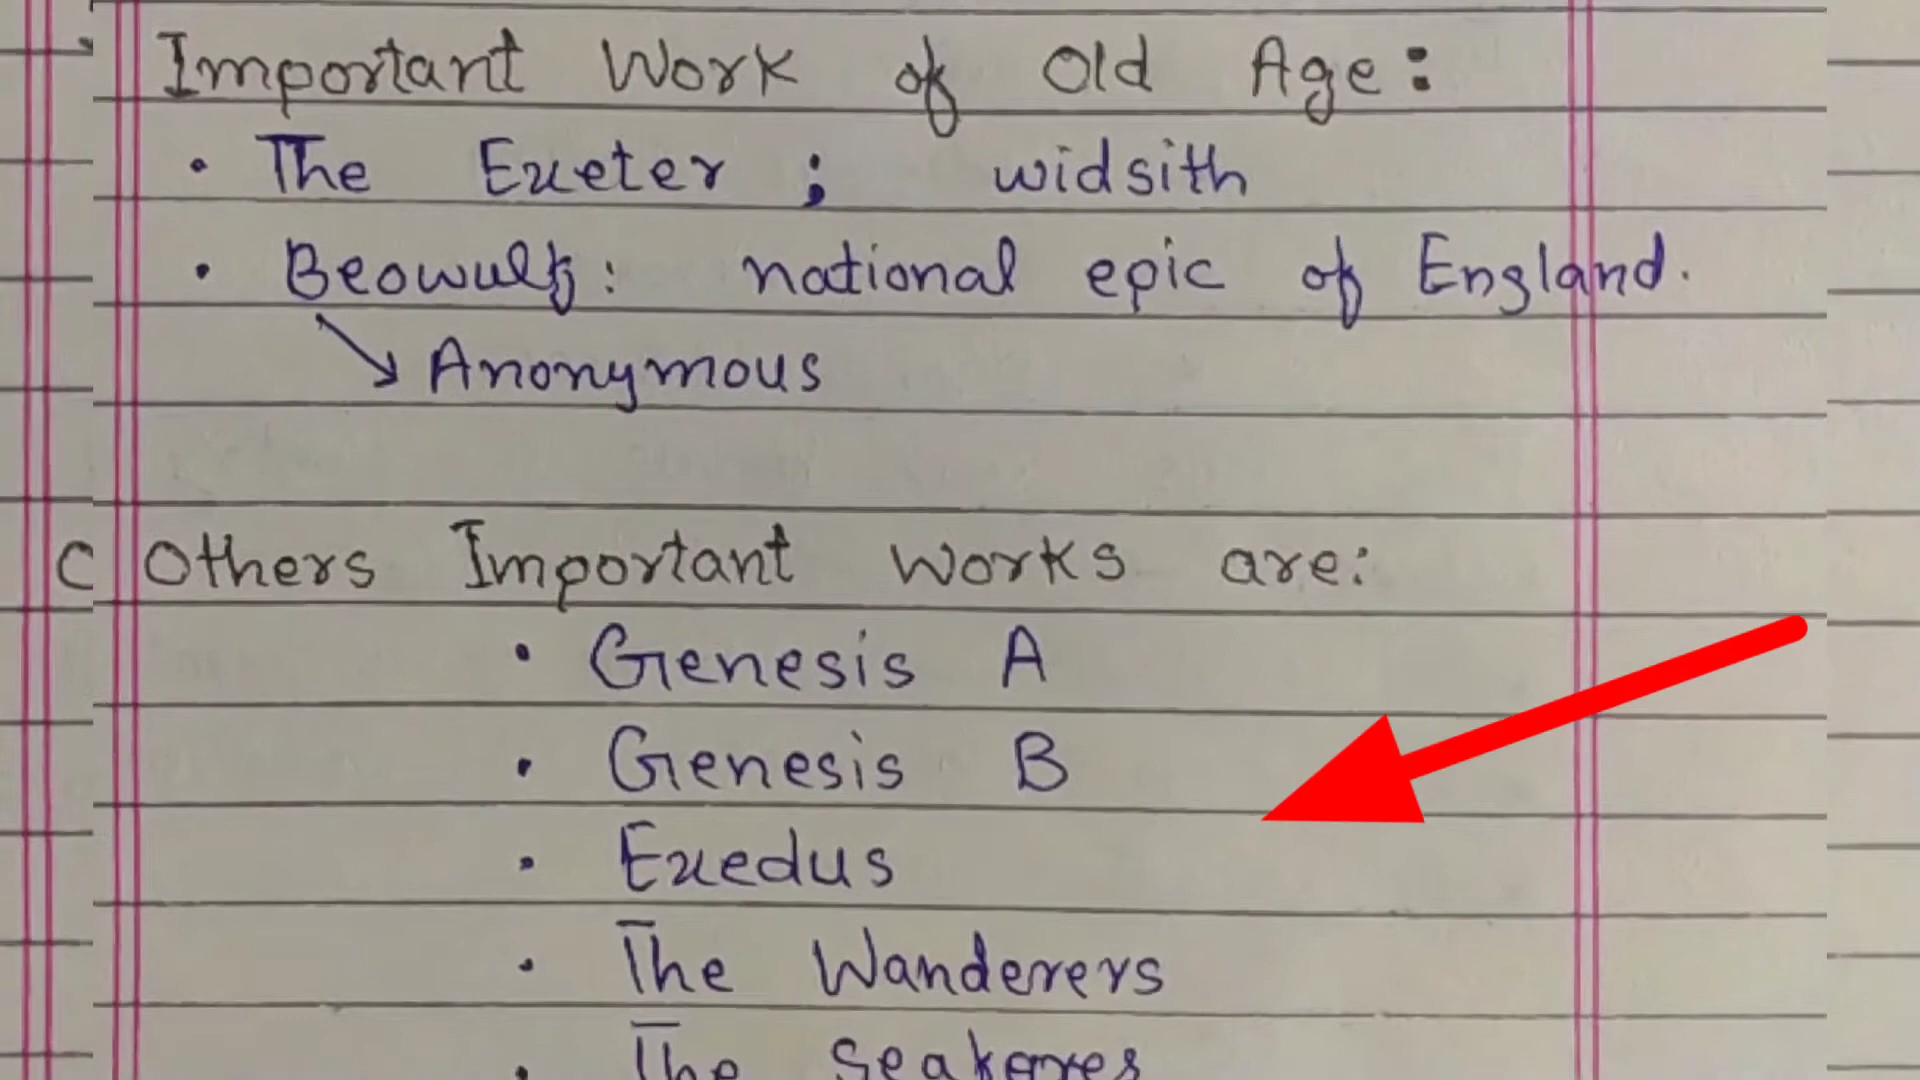 Important Work of Old Age:
• The Exeter ; widsith
• Beowulf: national epic of England.
↘ Anonymous
Others Important Works are:
• Genesis A
• Genesis B
• Exedus
• The Wanderers
• The